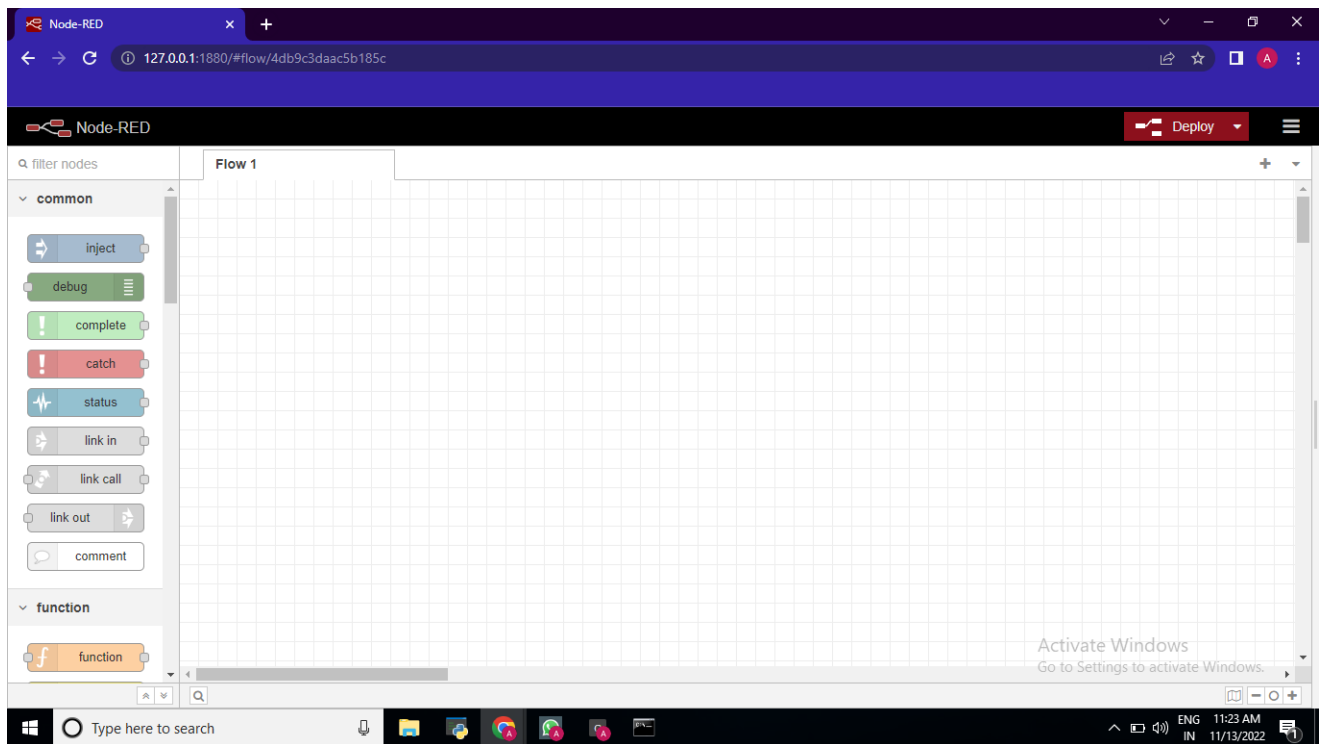 Node-RED
127.0.0.1:1880/#flow/4db9c3daac5b185c
A
Node-RED
Deploy
filter nodes
Flow 1
common
inject
debug
complete
catch
status
link in
link call
link out
comment
function
function
Activate Windows
Go to Settings to activate Windows.
Type here to search
ENG
IN
11:23 AM
11/13/2022
1